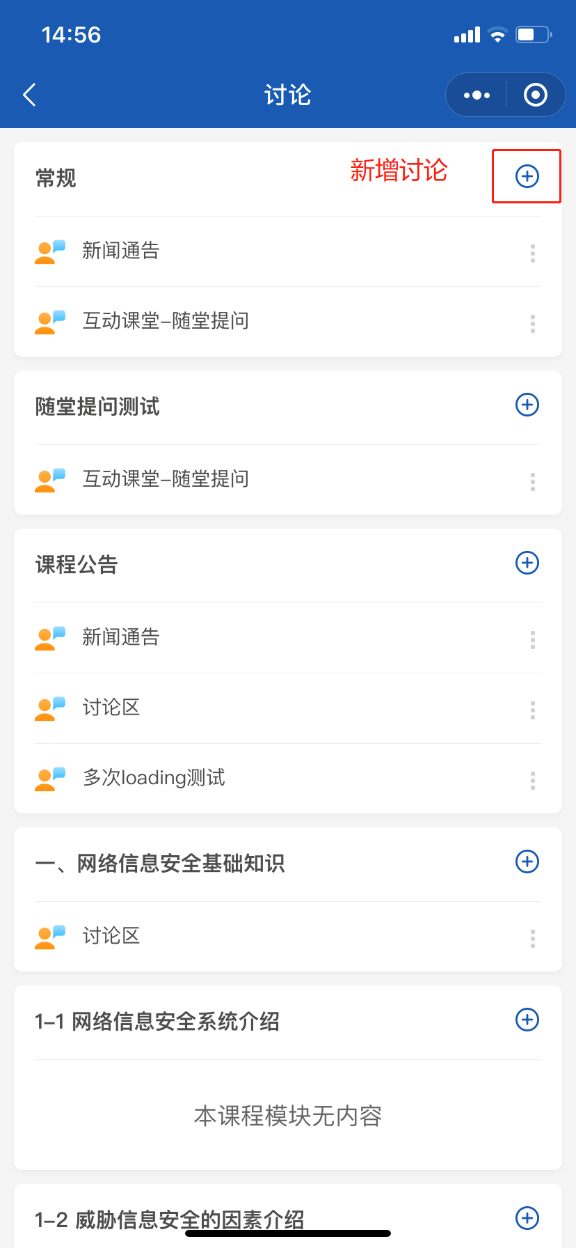 14:56
讨论
常规
新增讨论
新闻通告
互动课堂-随堂提问
随堂提问测试
互动课堂-随堂提问
课程公告
新闻通告
讨论区
多次loading测试
一、网络信息安全基础知识
讨论区
1-1 网络信息安全系统介绍
本课程模块无内容
1-2 威胁信息安全的因素介绍